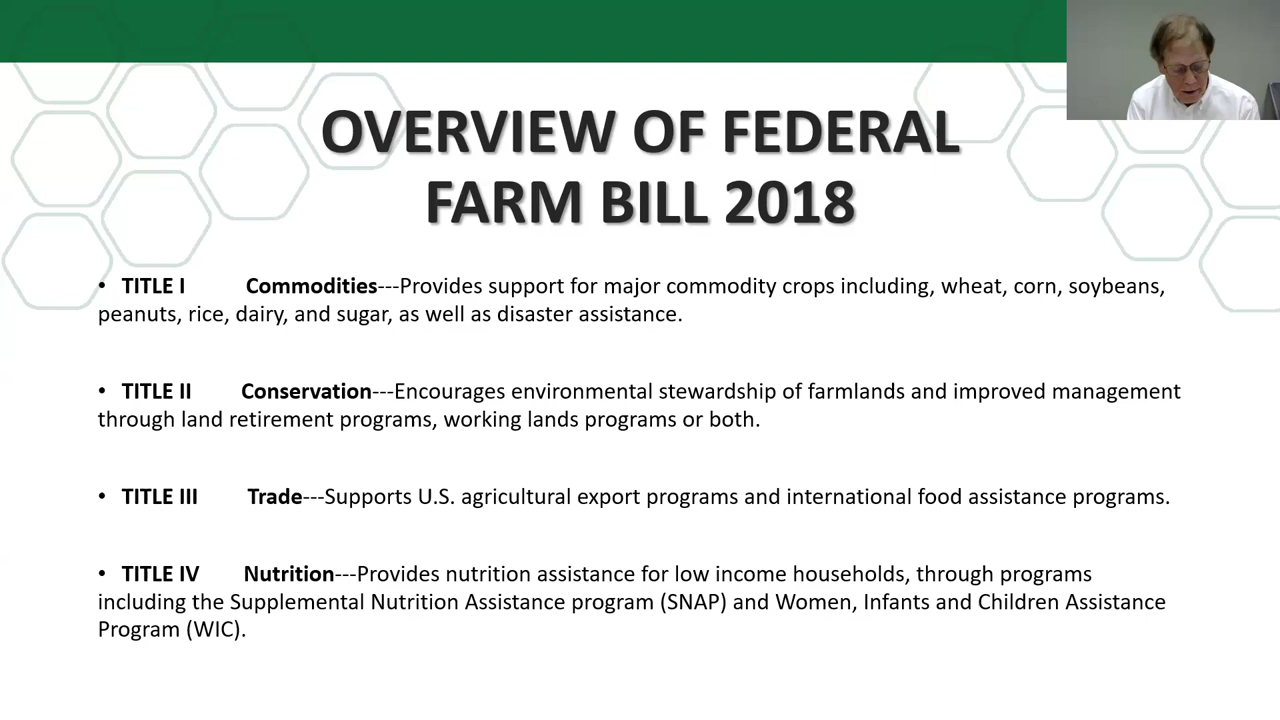 OVERVIEW OF FEDERAL
FARM BILL 2018
• TITLE I Commodities---Provides support for major commodity crops including, wheat, corn, soybeans,
peanuts, rice, dairy, and sugar, as well as disaster assistance.
• TITLE II Conservation---Encourages environmental stewardship of farmlands and improved management
through land retirement programs, working lands programs or both.
• TITLE III Trade---Supports U.S. agricultural export programs and international food assistance programs.
• TITLE IV Nutrition---Provides nutrition assistance for low income households, through programs
including the Supplemental Nutrition Assistance program (SNAP) and Women, Infants and Children Assistance
Program (WIC).